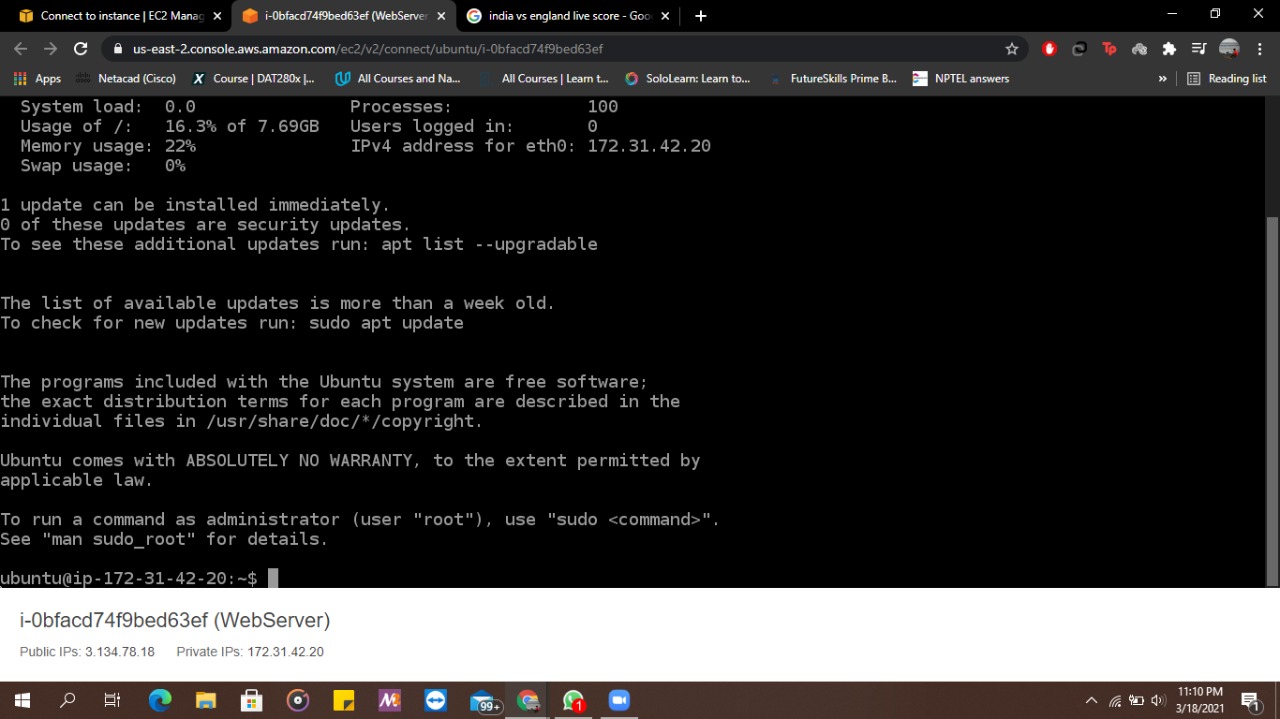 Connect to instance | EC2 Manag
i-0bfacd74f9bed63ef (WebServer
india vs england live score - Goo
us-east-2.console.aws.amazon.com/ec2/v2/connect/ubuntu/i-0bfacd74f9bed63ef
Apps
Netacad (Cisco)
Course | DAT280x |...
All Courses and Na...
All Courses | Learn t...
SoloLearn: Learn to...
FutureSkills Prime B...
NPTEL answers
»
Reading list
System load: 0.0 Processes: 100
Usage of /: 16.3% of 7.69GB Users logged in: 0
Memory usage: 22% IPv4 address for eth0: 172.31.42.20
Swap usage: 0%
1 update can be installed immediately.
0 of these updates are security updates.
To see these additional updates run: apt list --upgradable
The list of available updates is more than a week old.
To check for new updates run: sudo apt update
The programs included with the Ubuntu system are free software;
the exact distribution terms for each program are described in the
individual files in /usr/share/doc/*/copyright.
Ubuntu comes with ABSOLUTELY NO WARRANTY, to the extent permitted by
applicable law.
To run a command as administrator (user "root"), use "sudo <command>".
See "man sudo_root" for details.
ubuntu@ip-172-31-42-20:~$
i-0bfacd74f9bed63ef (WebServer)
Public IPs: 3.134.78.18 Private IPs: 172.31.42.20
99+
1
11:10 PM
3/18/2021
1